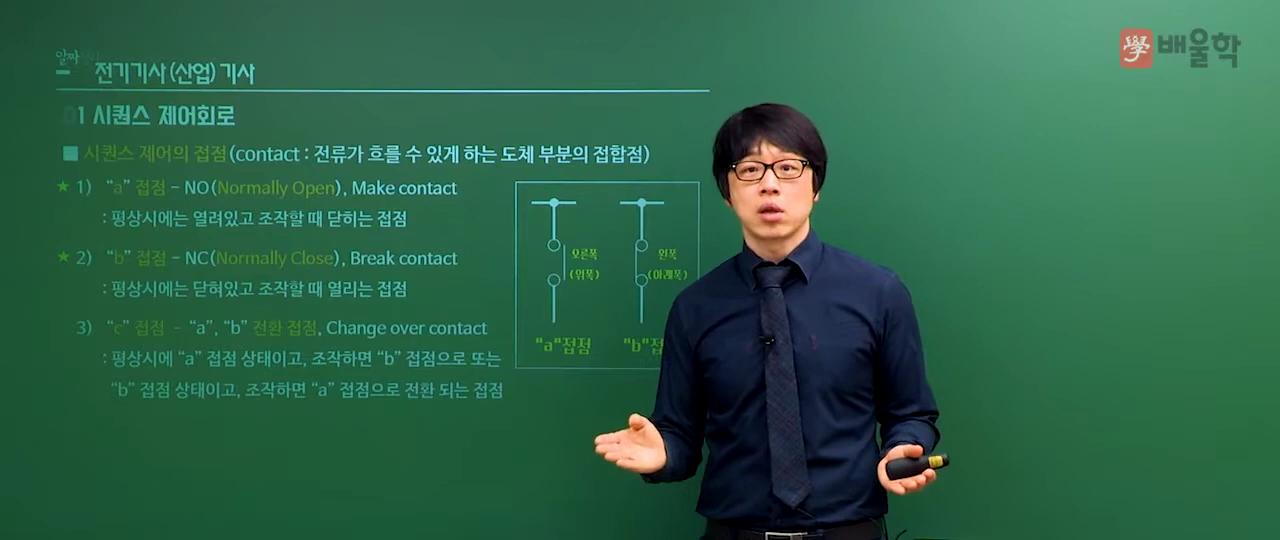 學 배울학
알짜
전기기사(산업)기사
01 시퀀스 제어회로
■ 시퀀스 제어의 접점(contact : 전류가 흐를 수 있게 하는 도체 부분의 접합점)
★ 1) “a” 접점 – NO(Normally Open), Make contact
: 평상시에는 열려있고 조작할 때 닫히는 접점
★ 2) “b” 접점 – NC(Normally Close), Break contact
: 평상시에는 닫혀있고 조작할 때 열리는 접점
3) “c” 접점 – “a”, “b” 전환 접점, Change over contact
: 평상시에 “a” 접점 상태이고, 조작하면 “b” 접점으로 또는
“b” 접점 상태이고, 조작하면 “a” 접점으로 전환 되는 접점
오른쪽
(위쪽)
왼쪽
(아래쪽)
"a"접점
"b"접